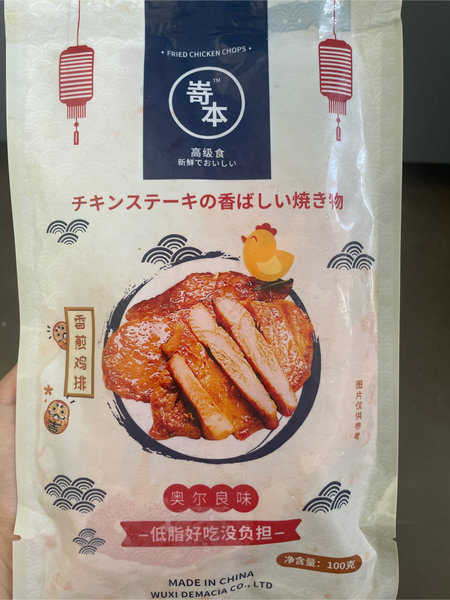 · FRIED CHICKEN CHOPS ·
嵜本™
高级食
新鮮でおいしい
チキンステーキの香ばしい焼き物
香煎鸡排
图片仅供参考
奥尔良味
—低脂好吃没负担—
净含量：100克
MADE IN CHINA
WUXI DEMACIA CO., LTD